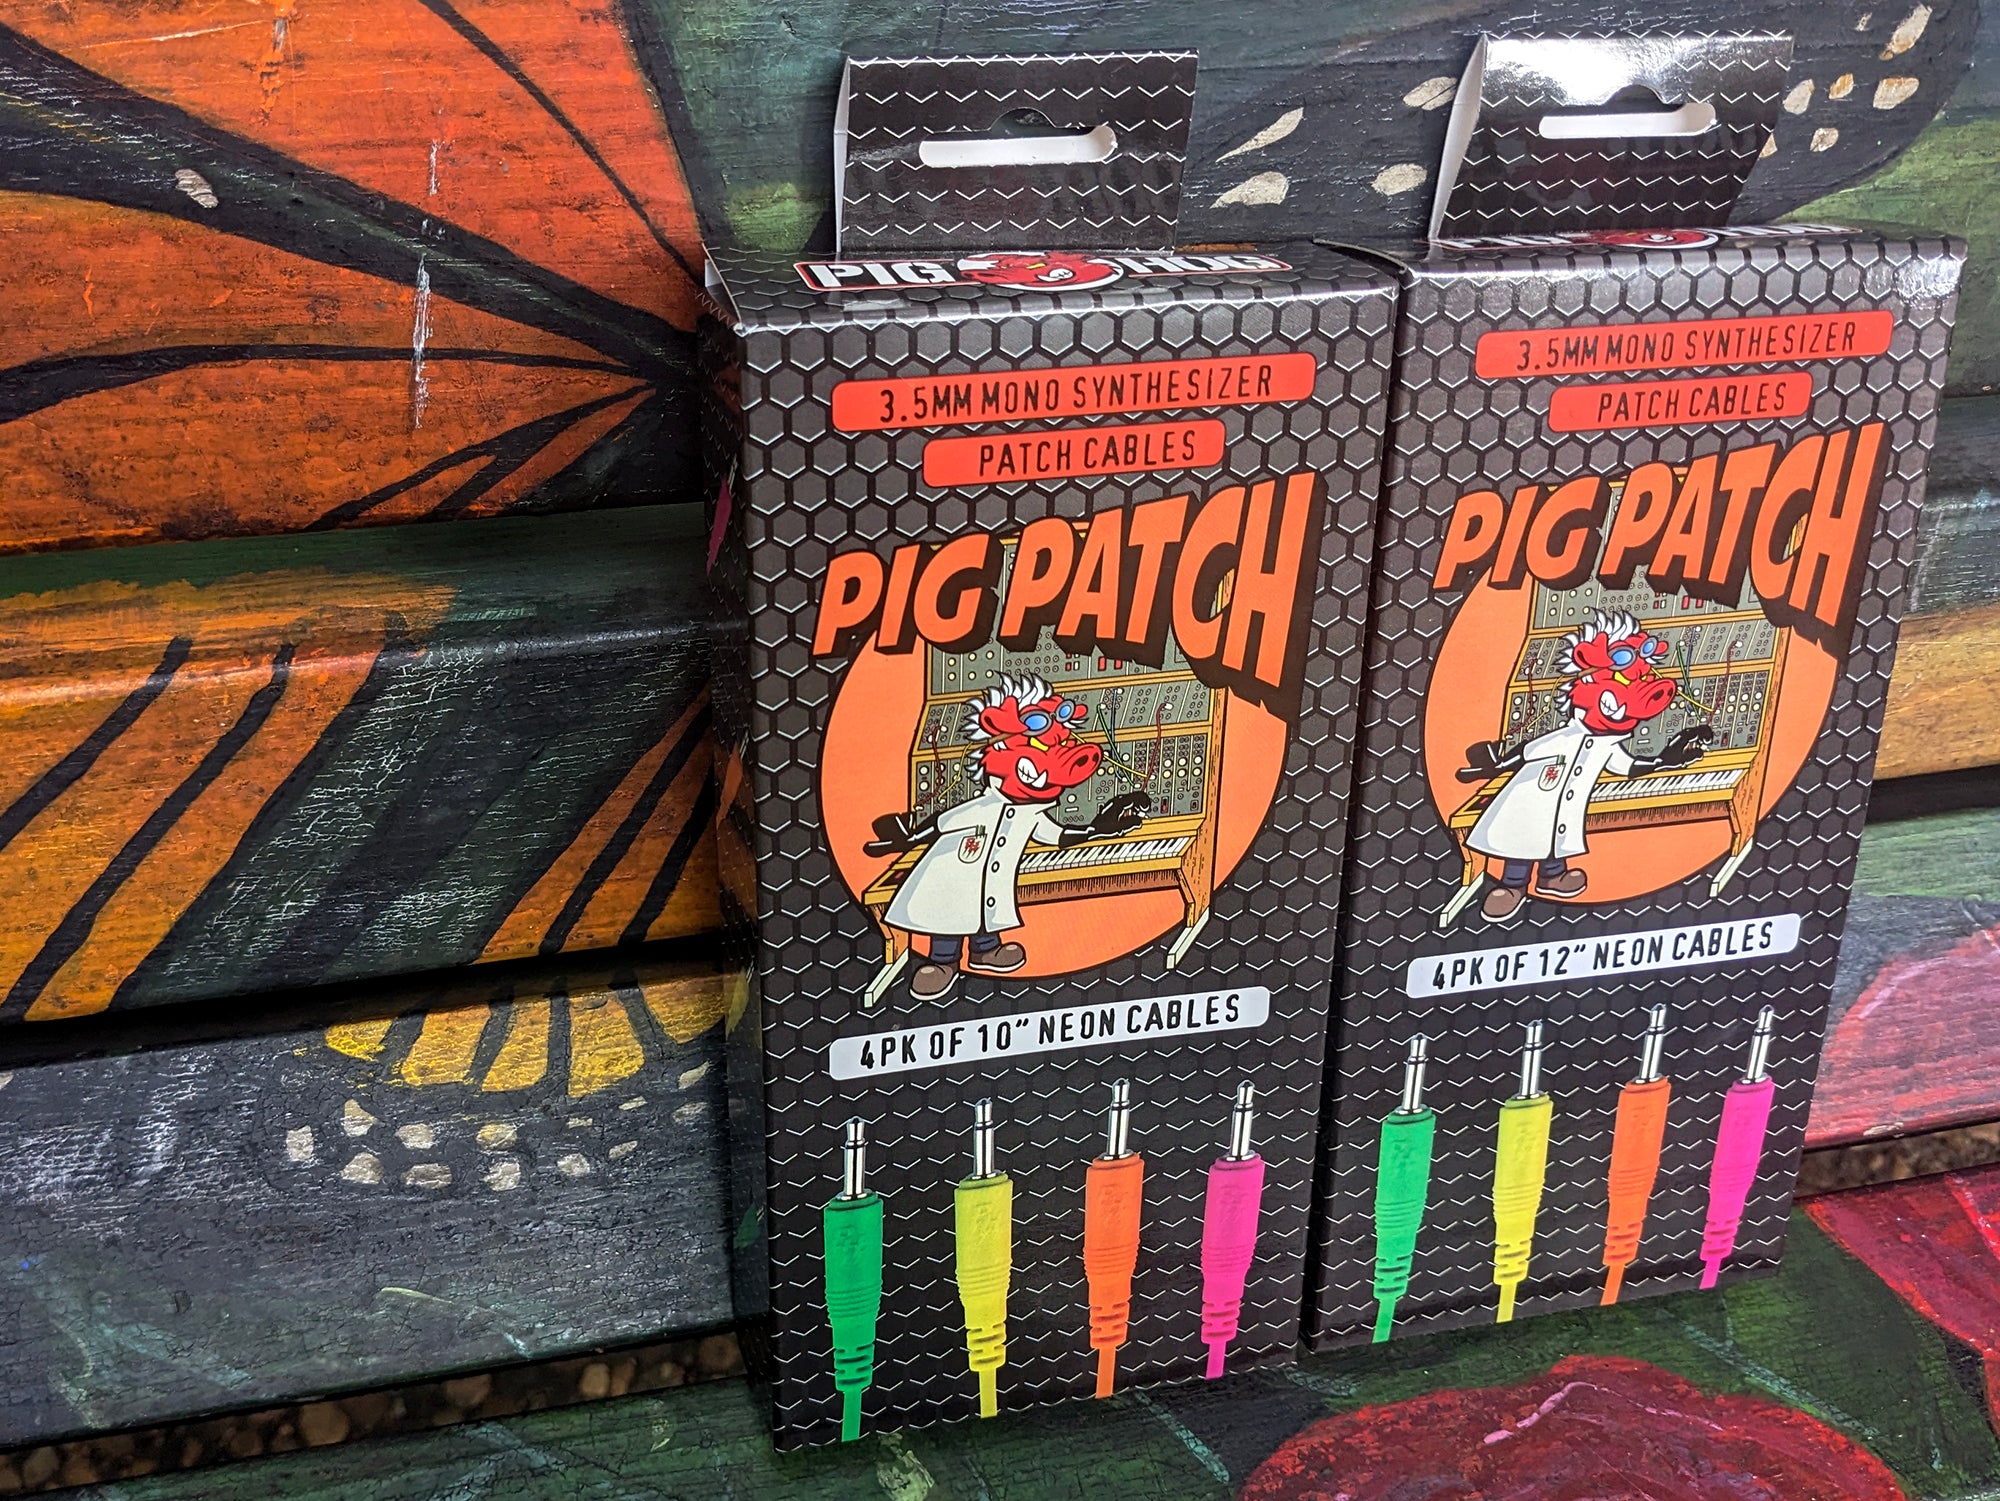 PIG HOG
3.5MM MONO SYNTHESIZER
PATCH CABLES
PIG PATCH
4PK OF 10" NEON CABLES
3.5MM MONO SYNTHESIZER
PATCH CABLES
PIG PATCH
4PK OF 12" NEON CABLES